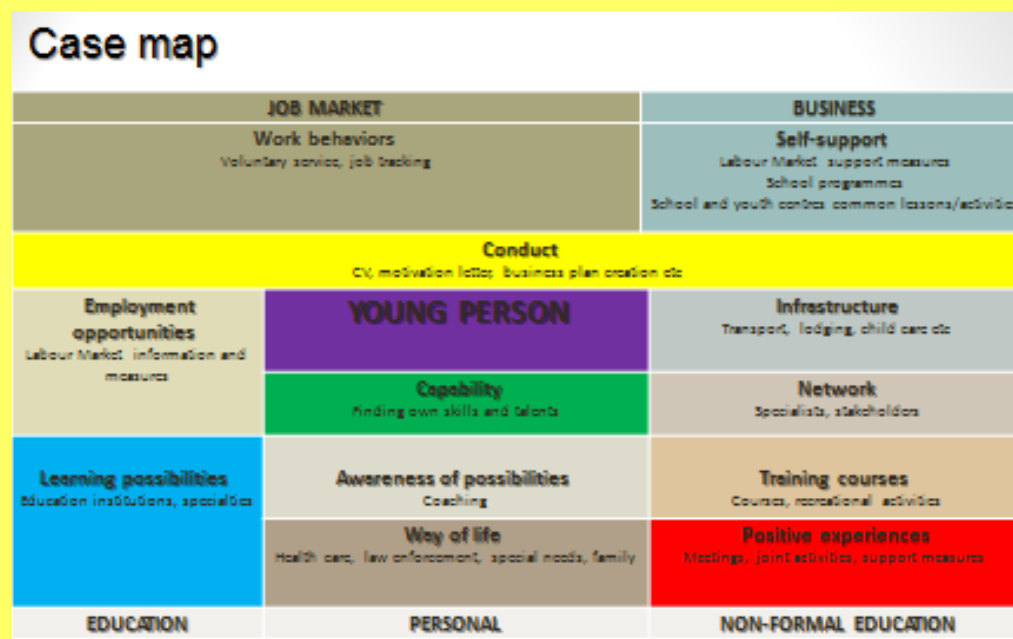 Case map
JOB MARKET
BUSINESS
Work behaviors
Voluntary service, job tracking
Self-support
Labour Market support measures
School programmes
School and youth centres common lessons/activitie
Conduct
CV, motivation letter, business plan creation etc
Employment
opportunities
Labour Market information and
measures
YOUNG PERSON
Infrastructure
Transport, lodging, child care etc
Capability
Finding own skills and talents
Network
Specialists, stakeholders
Learning possibilities
Education institutions, specialties
Awareness of possibilities
Coaching
Training courses
Courses, recreational activities
Way of life
Health care, law enforcement, special needs, family
Positive experiences
Meetings, joint activities, support measures
EDUCATION
PERSONAL
NON-FORMAL EDUCATION